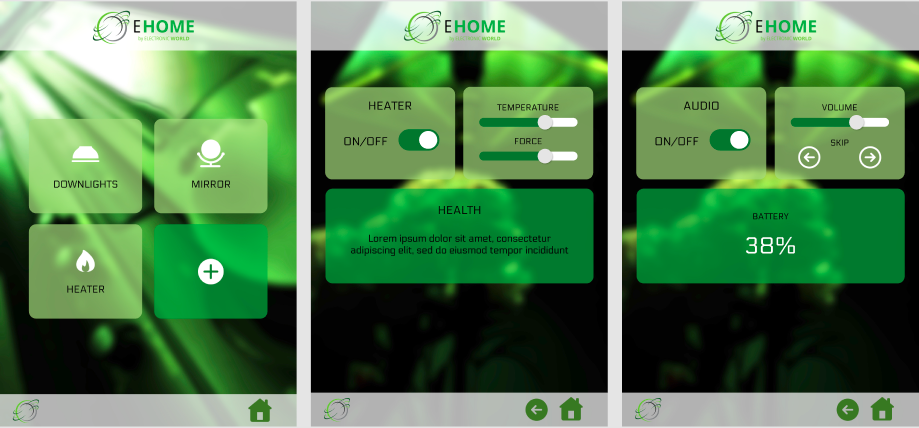 EHOME
by ELECTRONIC WORLD
DOWNLIGHTS
MIRROR
HEATER
EHOME
by ELECTRONIC WORLD
HEATER
ON/OFF
TEMPERATURE
FORCE
HEALTH
Lorem ipsum dolor sit amet, consectetur
adipiscing elit, sed do eiusmod tempor incididunt
EHOME
by ELECTRONIC WORLD
AUDIO
ON/OFF
VOLUME
SKIP
BATTERY
38%